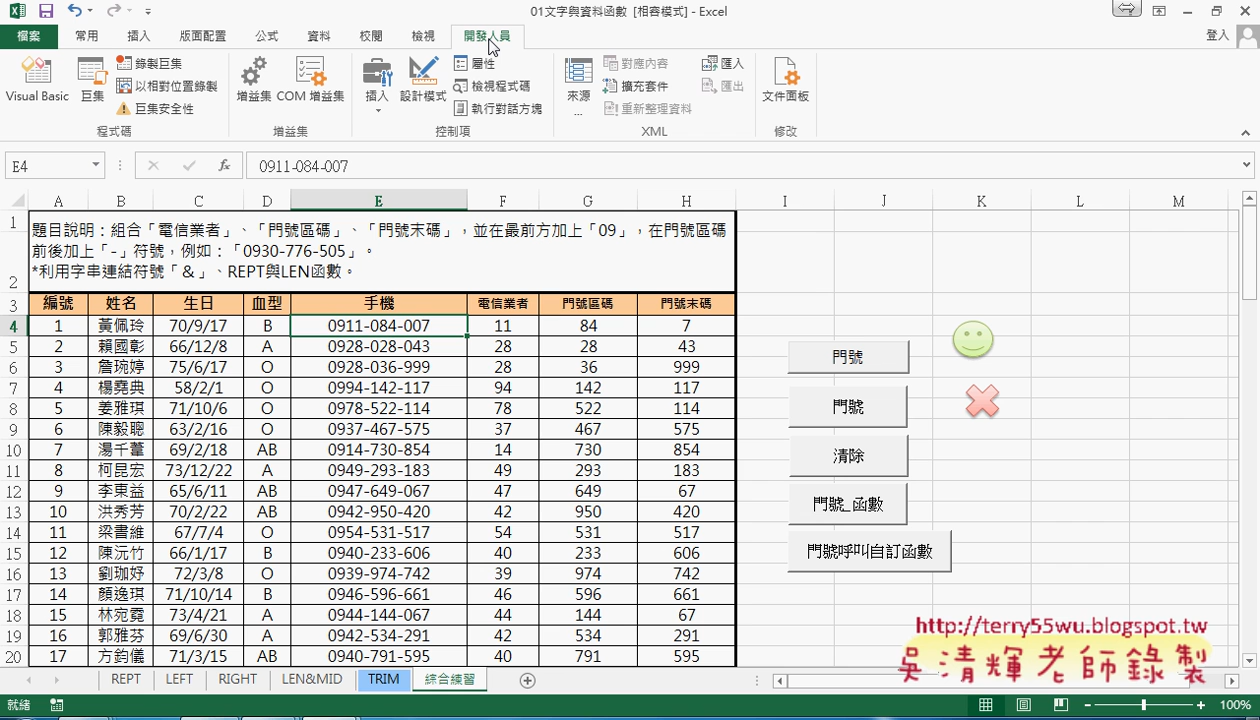 01文字與資料函數 [相容模式] - Excel
檔案 常用 插入 版面配置 公式 資料 校閱 檢視 開發人員 登入
Visual Basic 巨集 錄製巨集 以相對位置錄製 巨集安全性 程式碼
增益集 COM 增益集 增益集
插入 設計模式 屬性 檢視程式碼 執行對話方塊 控制項
來源... 對應內容 擴充套件 重新整理資料 匯入 匯出 XML
文件面板 修改
E4 fx 0911-084-007
A B C D E F G H I J K L M
1
2
題目說明：組合「電信業者」、「門號區碼」、「門號末碼」，並在最前方加上「09」，在門號區碼
前後加上「-」符號，例如：「0930-776-505」。
*利用字串連結符號「&」、REPT與LEN函數。
3 編號 姓名 生日 血型 手機 電信業者 門號區碼 門號末碼
4 1 黃佩玲 70/9/17 B 0911-084-007 11 84 7
5 2 賴國彰 66/12/8 A 0928-028-043 28 28 43
6 3 詹琬婷 75/6/17 O 0928-036-999 28 36 999
7 4 楊堯典 58/2/1 O 0994-142-117 94 142 117
8 5 姜雅琪 71/10/6 O 0978-522-114 78 522 114
9 6 陳毅聰 63/2/16 O 0937-467-575 37 467 575
10 7 湯千蕾 69/2/18 AB 0914-730-854 14 730 854
11 8 柯昆宏 73/12/22 A 0949-293-183 49 293 183
12 9 李東益 65/6/11 AB 0947-649-067 47 649 67
13 10 洪秀芳 70/2/22 AB 0942-950-420 42 950 420
14 11 梁書維 67/7/4 O 0954-531-517 54 531 517
15 12 陳沅竹 66/1/17 B 0940-233-606 40 233 606
16 13 劉珈妤 72/3/8 O 0939-974-742 39 974 742
17 14 顏逸琪 71/10/14 B 0946-596-661 46 596 661
18 15 林宛霓 73/4/21 A 0944-144-067 44 144 67
19 16 郭雅芬 69/6/30 A 0942-534-291 42 534 291
20 17 方鈞儀 71/3/15 AB 0940-791-595 40 791 595
門號
門號
清除
門號_函數
門號呼叫自訂函數
http://terry55wu.blogspot.tw
吳清輝老師錄製
REPT LEFT RIGHT LEN&MID TRIM 綜合練習
就緒 100%